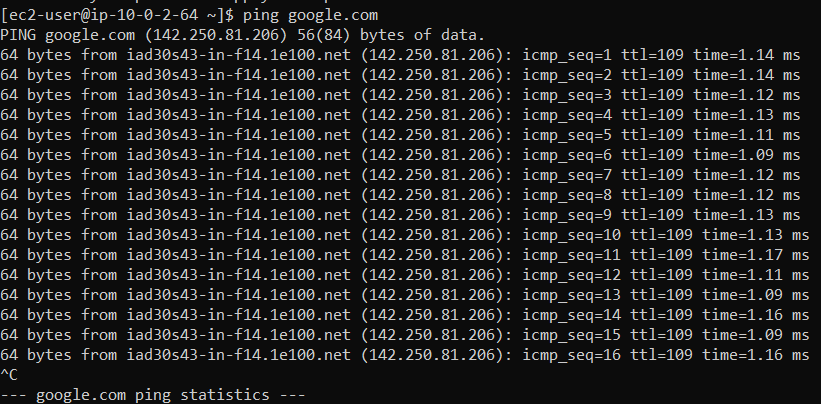 [ec2-user@ip-10-0-2-64 ~]$ ping google.com
PING google.com (142.250.81.206) 56(84) bytes of data.
64 bytes from iad30s43-in-f14.1e100.net (142.250.81.206): icmp_seq=1 ttl=109 time=1.14 ms
64 bytes from iad30s43-in-f14.1e100.net (142.250.81.206): icmp_seq=2 ttl=109 time=1.14 ms
64 bytes from iad30s43-in-f14.1e100.net (142.250.81.206): icmp_seq=3 ttl=109 time=1.12 ms
64 bytes from iad30s43-in-f14.1e100.net (142.250.81.206): icmp_seq=4 ttl=109 time=1.13 ms
64 bytes from iad30s43-in-f14.1e100.net (142.250.81.206): icmp_seq=5 ttl=109 time=1.11 ms
64 bytes from iad30s43-in-f14.1e100.net (142.250.81.206): icmp_seq=6 ttl=109 time=1.09 ms
64 bytes from iad30s43-in-f14.1e100.net (142.250.81.206): icmp_seq=7 ttl=109 time=1.12 ms
64 bytes from iad30s43-in-f14.1e100.net (142.250.81.206): icmp_seq=8 ttl=109 time=1.12 ms
64 bytes from iad30s43-in-f14.1e100.net (142.250.81.206): icmp_seq=9 ttl=109 time=1.13 ms
64 bytes from iad30s43-in-f14.1e100.net (142.250.81.206): icmp_seq=10 ttl=109 time=1.13 ms
64 bytes from iad30s43-in-f14.1e100.net (142.250.81.206): icmp_seq=11 ttl=109 time=1.17 ms
64 bytes from iad30s43-in-f14.1e100.net (142.250.81.206): icmp_seq=12 ttl=109 time=1.11 ms
64 bytes from iad30s43-in-f14.1e100.net (142.250.81.206): icmp_seq=13 ttl=109 time=1.09 ms
64 bytes from iad30s43-in-f14.1e100.net (142.250.81.206): icmp_seq=14 ttl=109 time=1.16 ms
64 bytes from iad30s43-in-f14.1e100.net (142.250.81.206): icmp_seq=15 ttl=109 time=1.09 ms
64 bytes from iad30s43-in-f14.1e100.net (142.250.81.206): icmp_seq=16 ttl=109 time=1.16 ms
^C
--- google.com ping statistics ---